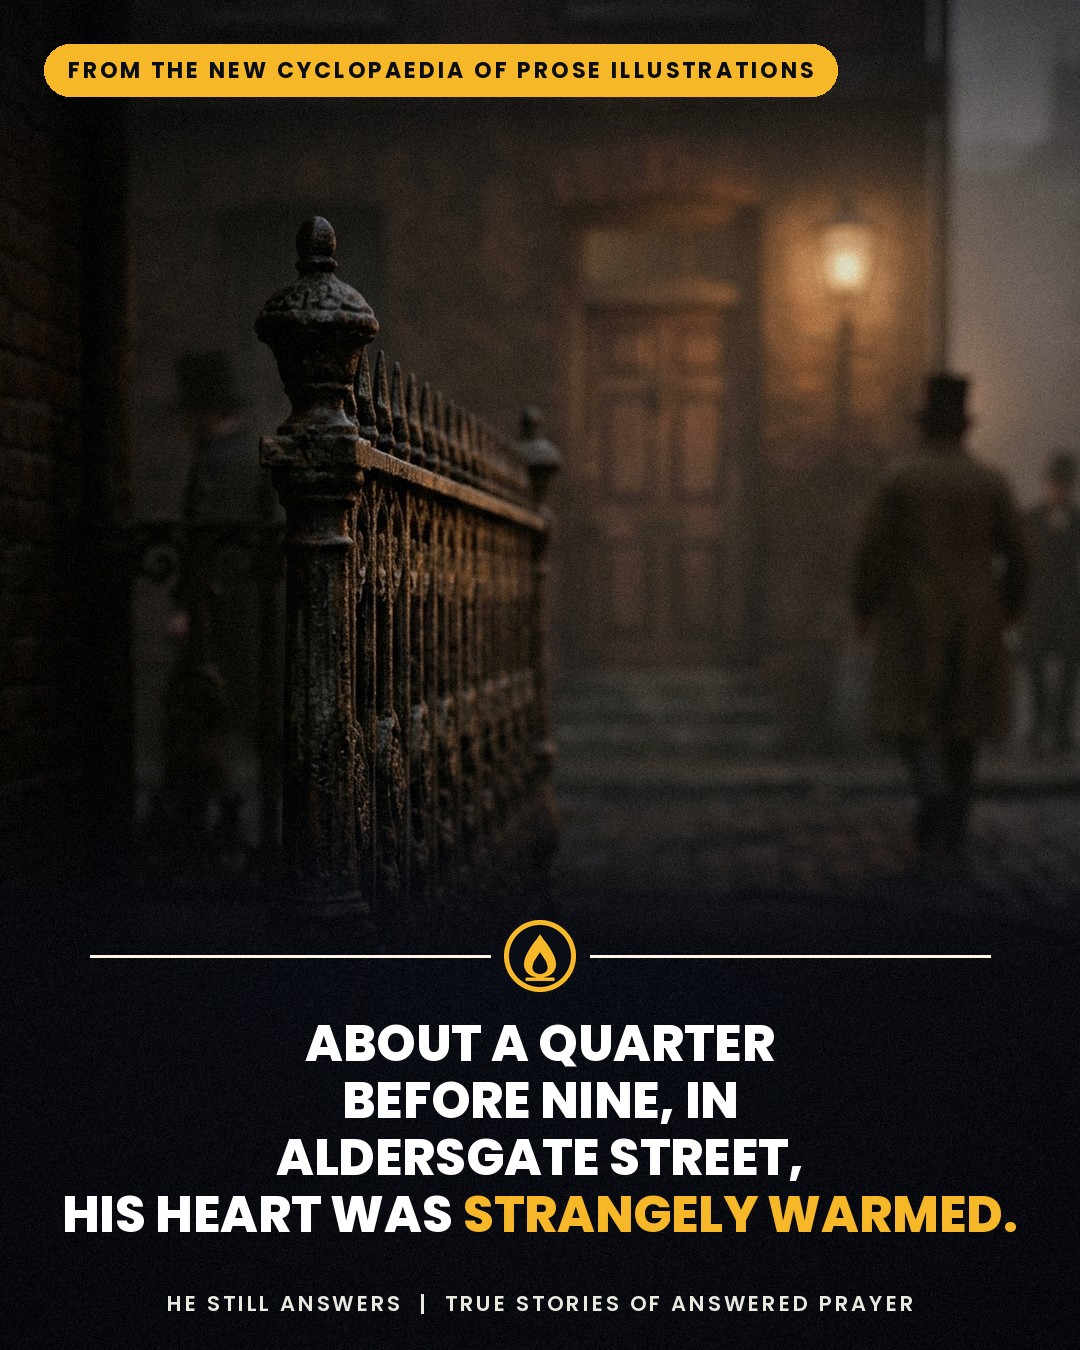 FROM THE NEW CYCLOPAEDIA OF PROSE ILLUSTRATIONS
ABOUT A QUARTER
BEFORE NINE, IN
ALDERSGATE STREET,
HIS HEART WAS STRANGELY WARMED.
HE STILL ANSWERS | TRUE STORIES OF ANSWERED PRAYER